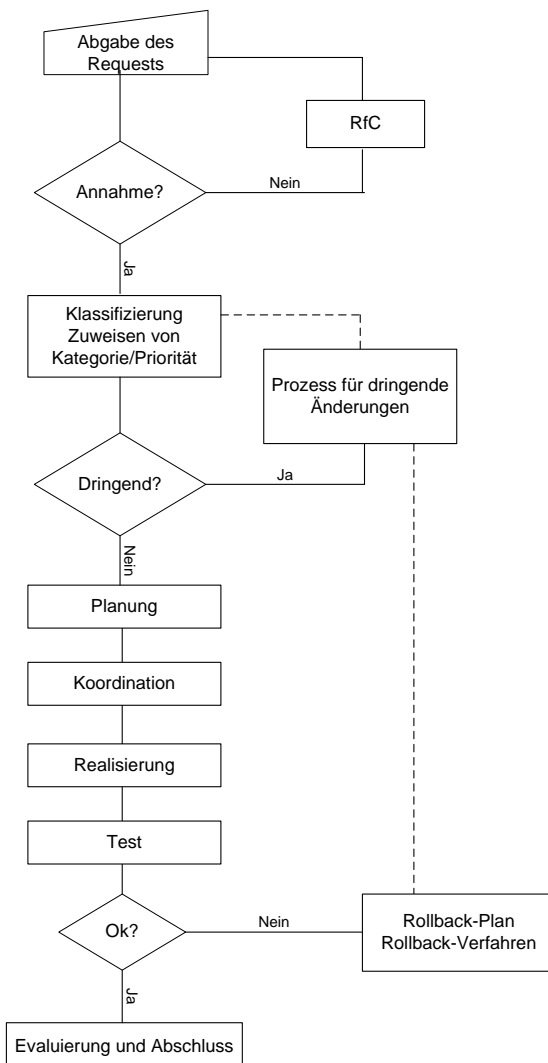 Abgabe des
Requests
RfC
Annahme?
Nein
Ja
Klassifizierung
Zuweisen von
Kategorie/Priorität
Prozess für dringende
Änderungen
Dringend?
Ja
Nein
Planung
Koordination
Realisierung
Test
Ok?
Nein
Rollback-Plan
Rollback-Verfahren
Ja
Evaluierung und Abschluss